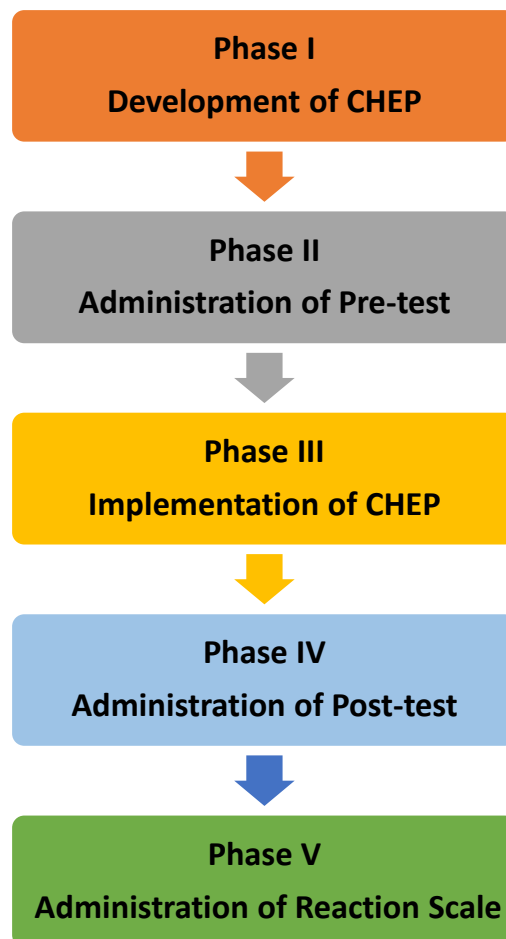 Phase I
Development of CHEP
Phase II
Administration of Pre-test
Phase III
Implementation of CHEP
Phase IV
Administration of Post-test
Phase V
Administration of Reaction Scale